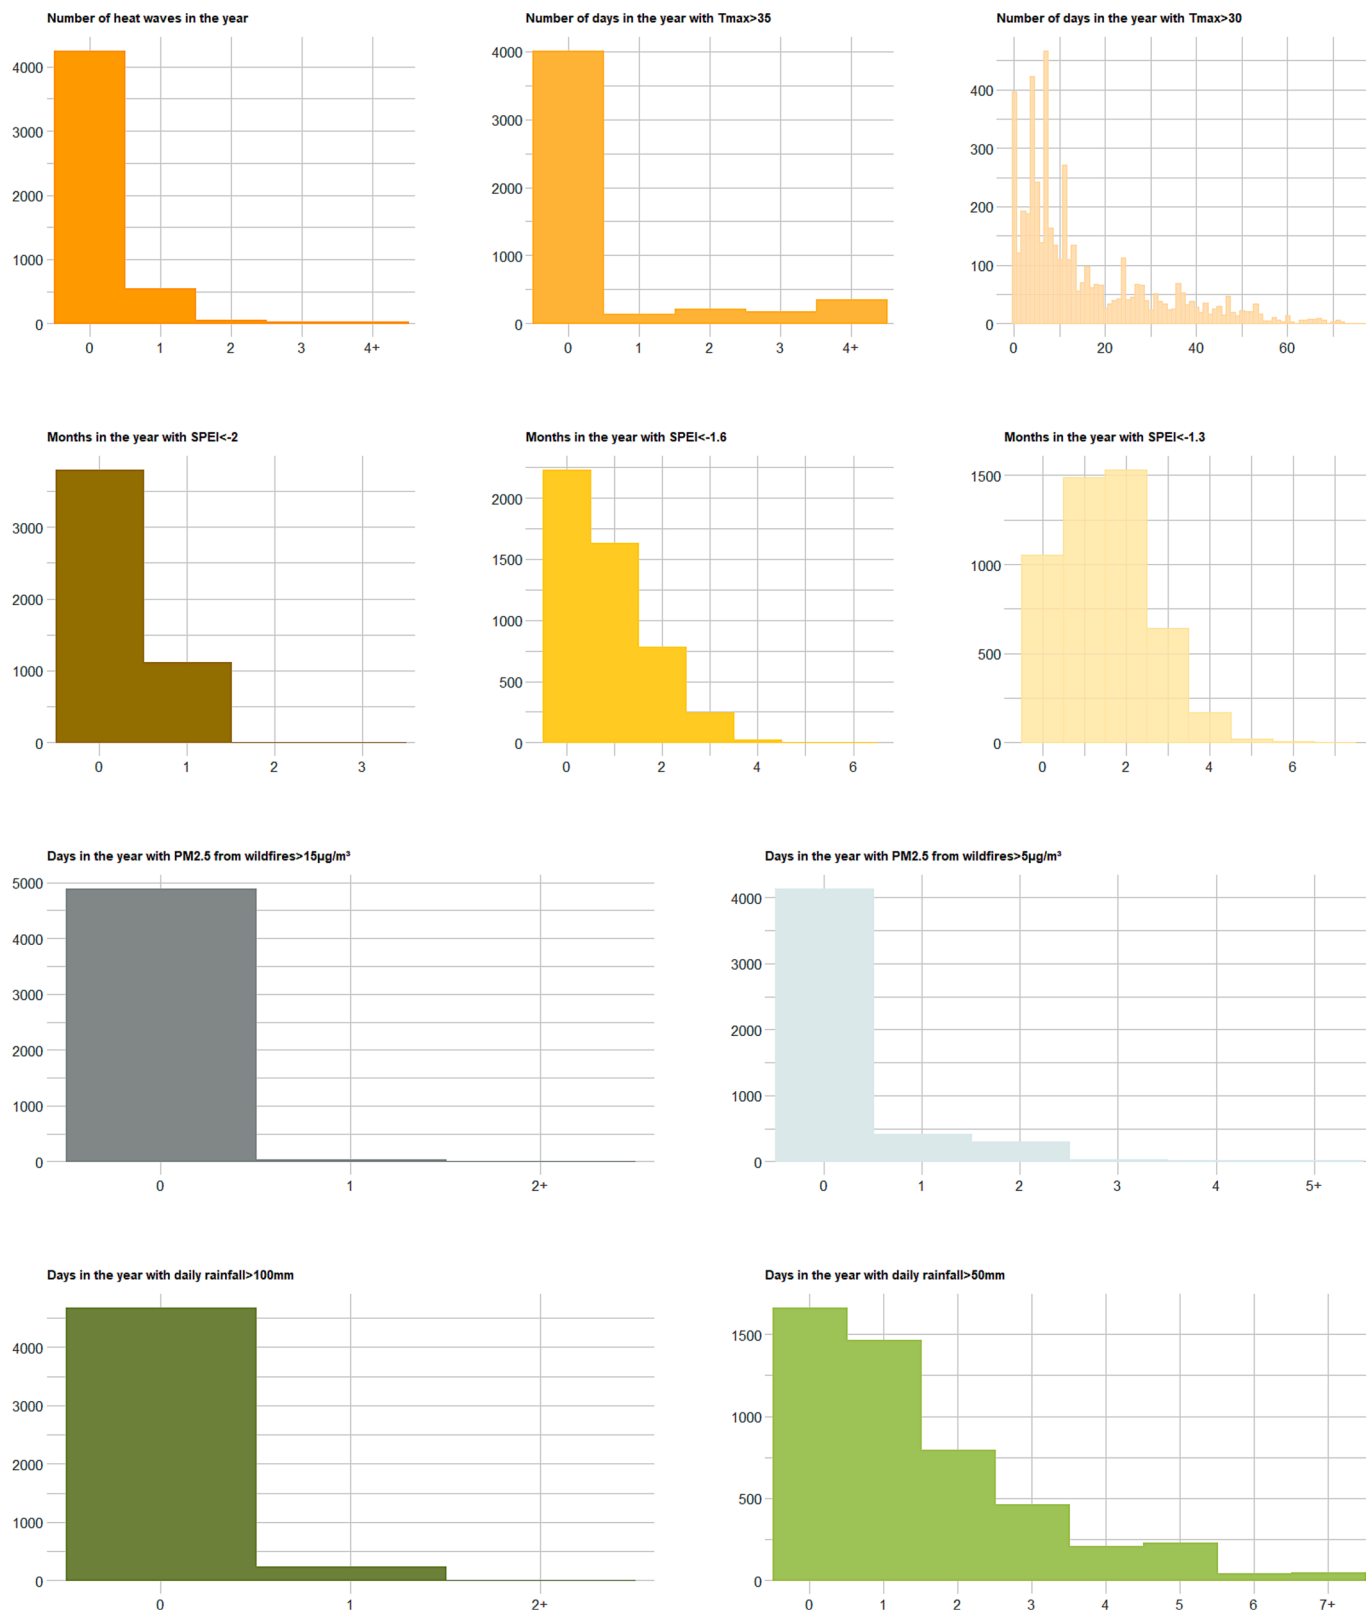 Number of heat waves in the year
4000
3000
2000
1000
0
0 1 2 3 4+
Number of days in the year with Tmax>35
4000
3000
2000
1000
0
0 1 2 3 4+
Number of days in the year with Tmax>30
400
300
200
100
0
0 20 40 60
Months in the year with SPEI<-2
3000
2000
1000
0
0 1 2 3
Months in the year with SPEI<-1.6
2000
1500
1000
500
0
0 2 4 6
Months in the year with SPEI<-1.3
1500
1000
500
0
0 2 4 6
Days in the year with PM2.5 from wildfires>15µg/m³
5000
4000
3000
2000
1000
0
0 1 2+
Days in the year with PM2.5 from wildfires>5µg/m³
4000
3000
2000
1000
0
0 1 2 3 4 5+
Days in the year with daily rainfall>100mm
4000
3000
2000
1000
0
0 1 2+
Days in the year with daily rainfall>50mm
1500
1000
500
0
0 1 2 3 4 5 6 7+